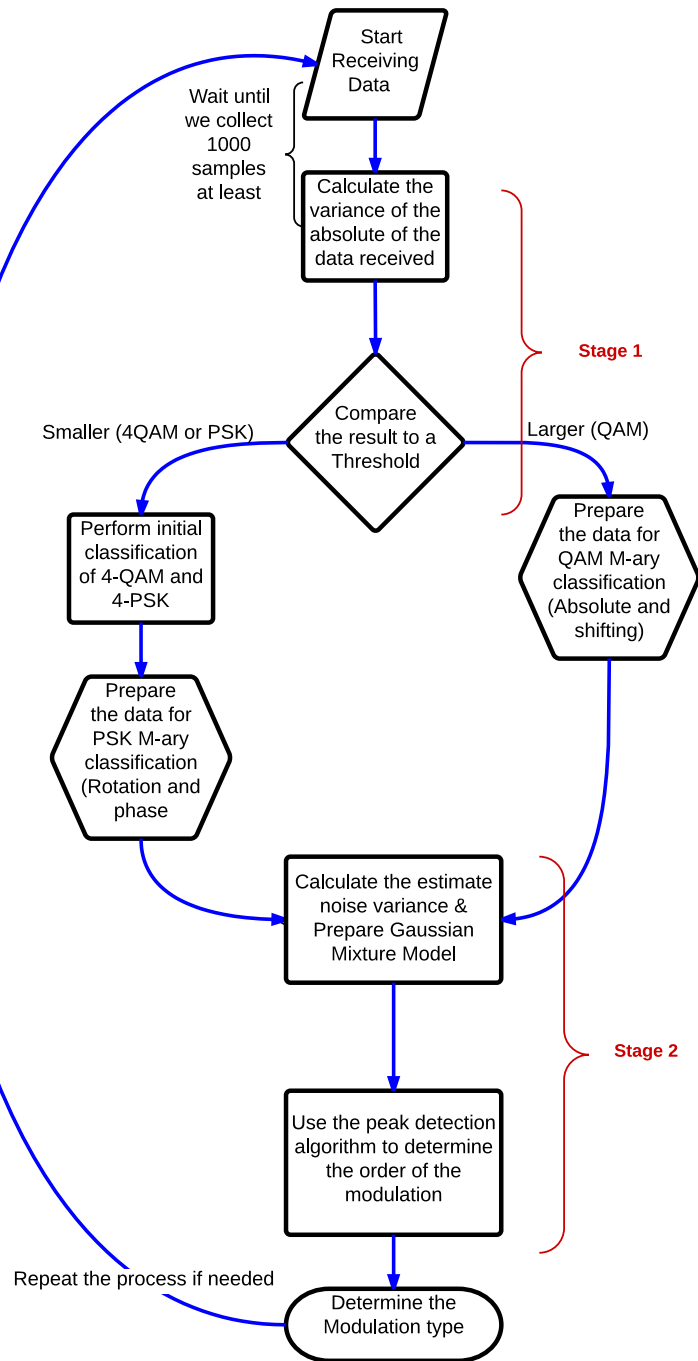 Start
Receiving
Data
Wait until
we collect
1000
samples
at least
Calculate the
variance of the
absolute of the
data received
Stage 1
Compare
the result to a
Threshold
Smaller (4QAM or PSK)
Larger (QAM)
Perform initial
classification
of 4-QAM and
4-PSK
Prepare
the data for
QAM M-ary
classification
(Absolute and
shifting)
Prepare
the data for
PSK M-ary
classification
(Rotation and
phase
Calculate the estimate
noise variance &
Prepare Gaussian
Mixture Model
Stage 2
Use the peak detection
algorithm to determine
the order of the
modulation
Repeat the process if needed
Determine the
Modulation type